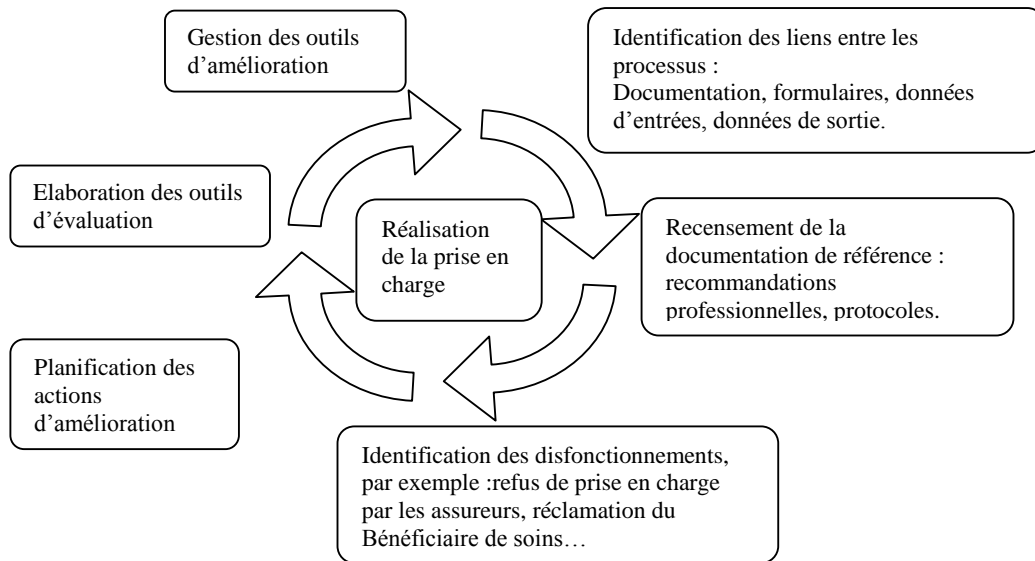 Gestion des outils
d'amélioration
Identification des liens entre les
processus :
Documentation, formulaires, données
d'entrées, données de sortie.
Elaboration des outils
d'évaluation
Réalisation
de la prise en
charge
Recensement de la
documentation de référence :
recommandations
professionnelles, protocoles.
Planification des
actions
d'amélioration
Identification des disfonctionnements,
par exemple :refus de prise en charge
par les assureurs, réclamation du
Bénéficiaire de soins…